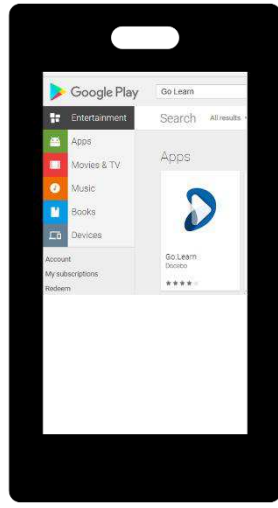 Google Play
Go Learn
Entertainment
Search
All results
Apps
Movies & TV
Music
Books
Devices
Account
My subscriptions
Redeem
Apps
Go.Learn
Docebo